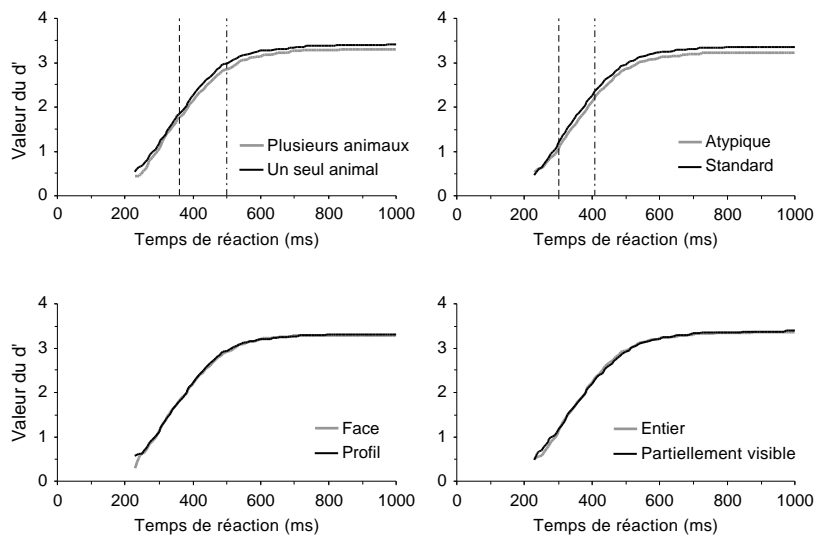 4
3
2
1
0
Valeur du d'
Plusieurs animaux
Un seul animal
0 200 400 600 800 1000
Temps de réaction (ms)
4
3
2
1
0
Atypique
Standard
0 200 400 600 800 1000
Temps de réaction (ms)
4
3
2
1
0
Valeur du d'
Face
Profil
0 200 400 600 800 1000
Temps de réaction (ms)
4
3
2
1
0
Entier
Partiellement visible
0 200 400 600 800 1000
Temps de réaction (ms)